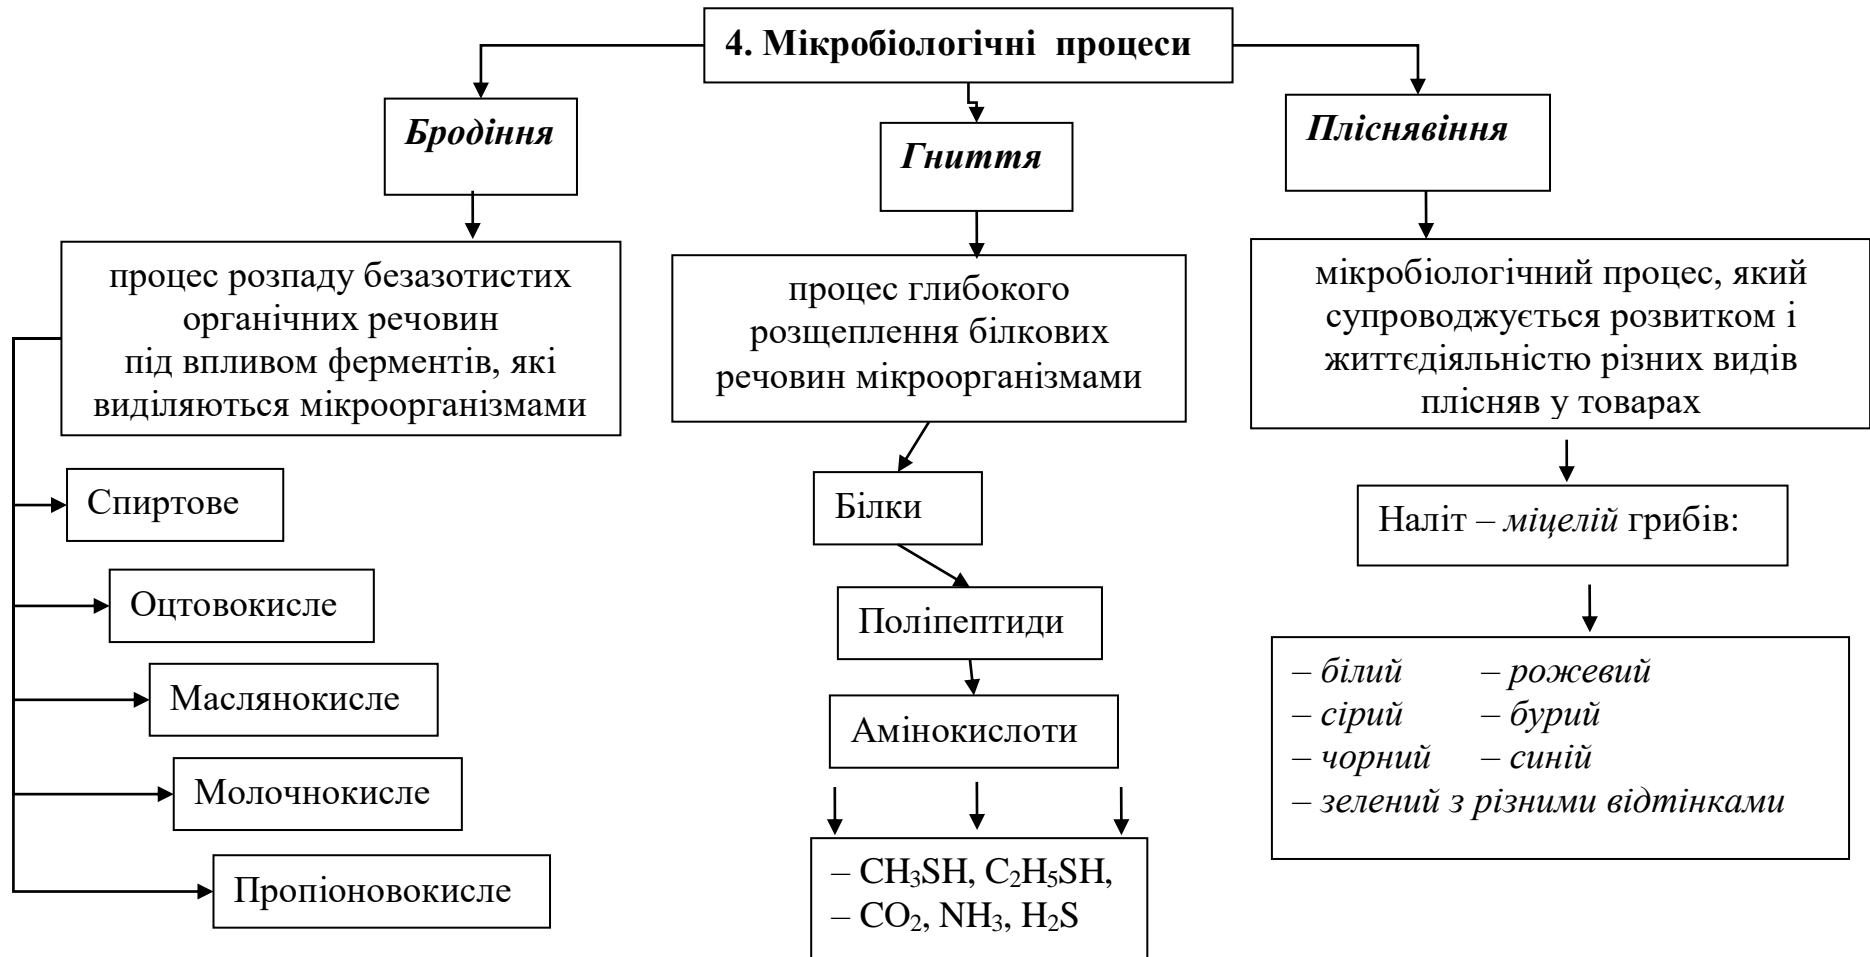 4. Мікробіологічні процеси
Бродіння
Гниття
Пліснявіння
процес розпаду безазотистих
органічних речовин
під впливом ферментів, які
виділяються мікроорганізмами
Спиртове
Оцтовокисле
Маслянокисле
Молочнокисле
Пропіоновокисле
процес глибокого
розщеплення білкових
речовин мікроорганізмами
Білки
Поліпептиди
Амінокислоти
– CH₃SH, C₂H₅SH,
– CO₂, NH₃, H₂S
мікробіологічний процес, який
супроводжується розвитком і
життєдіяльністю різних видів
плісняв у товарах
Наліт – міцелій грибів:
– білий – рожевий
– сірий – бурий
– чорний – синій
– зелений з різними відтінками